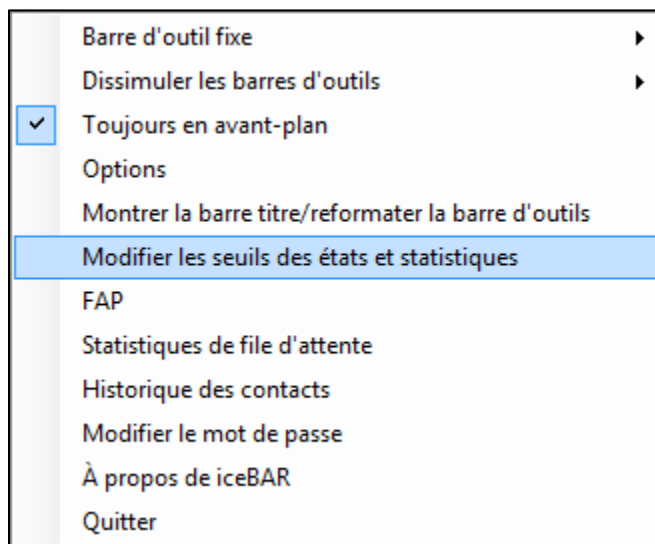 Barre d'outil fixe
Dissimuler les barres d'outils
Toujours en avant-plan
Options
Montrer la barre titre/reformater la barre d'outils
Modifier les seuils des états et statistiques
FAP
Statistiques de file d'attente
Historique des contacts
Modifier le mot de passe
À propos de iceBAR
Quitter